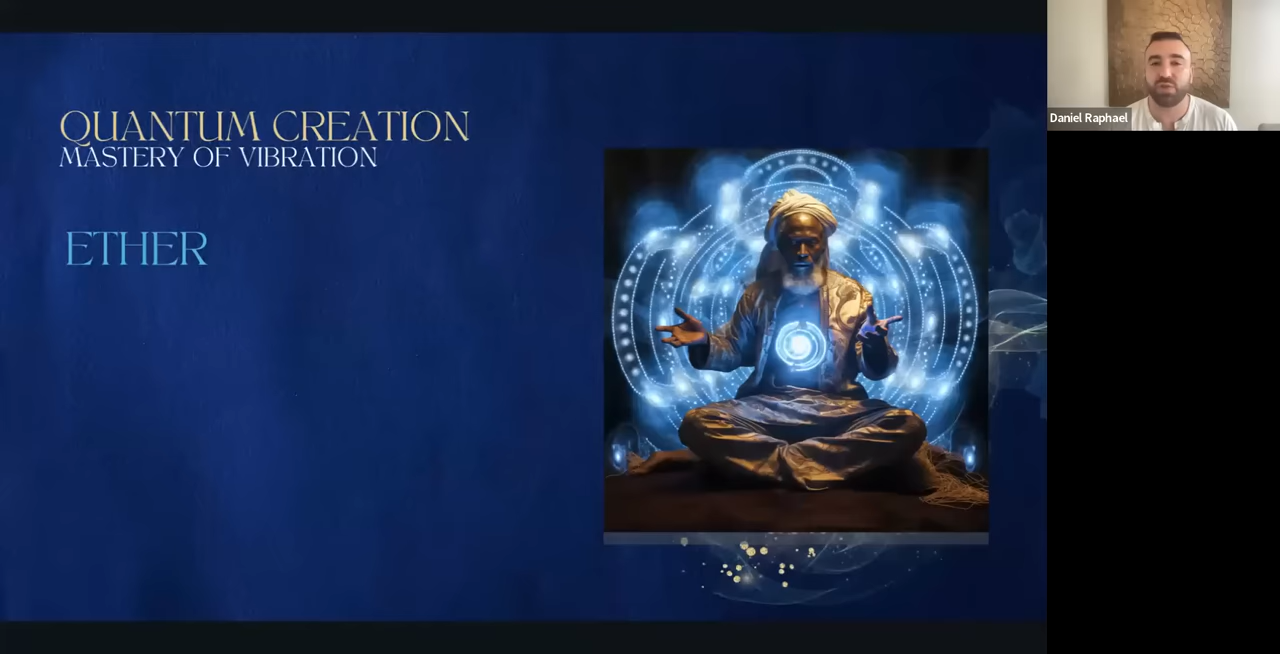 QUANTUM CREATION
MASTERY OF VIBRATION
ETHER
Daniel Raphael